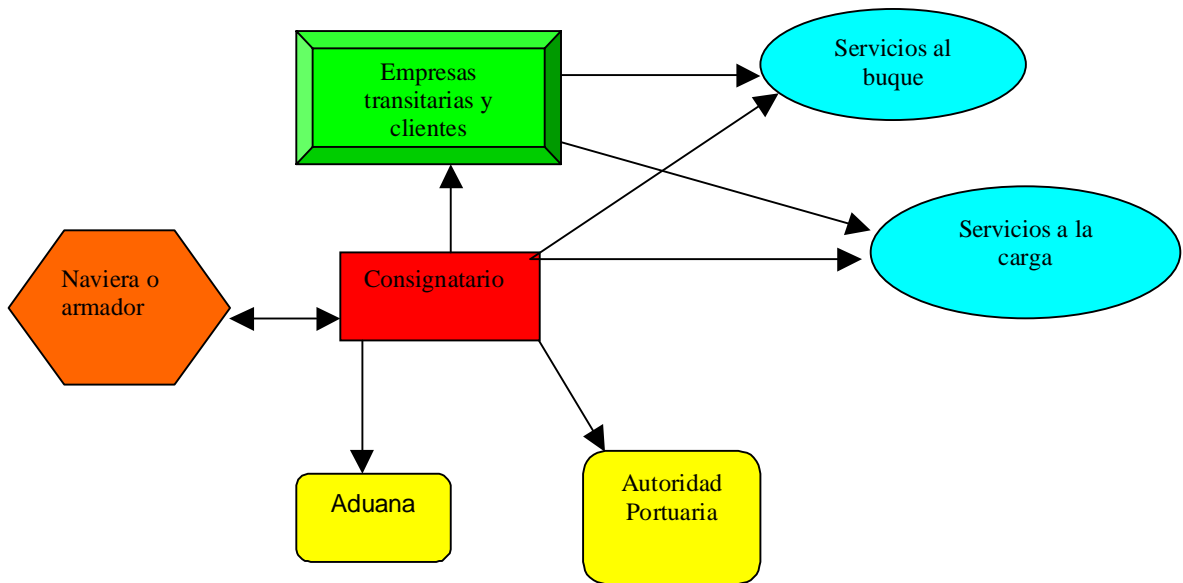 Empresas
transitarias y
clientes
Servicios al
buque
Servicios a la
carga
Naviera o
armador
Consignatario
Aduana
Autoridad
Portuaria